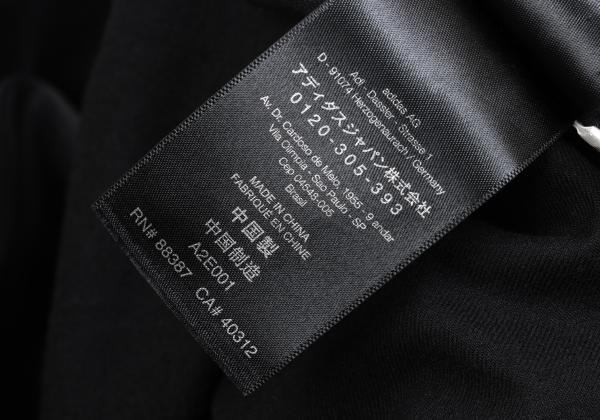 adidas AG
Adi - Dassler - Strasse 1
D - 91074 Herzogenaurach / Germany
アディダスジャパン株式会社
0120-305-393
Av. Dr. Cardoso de Melo, 1955, 9 andar
Vila Olimpia - Sao Paulo - SP
Cep 04548-005
Brasil
MADE IN CHINA
FABRIQUÉ EN CHINE
中国製
中国制造
A2E001
RN# 88387 CA# 40312